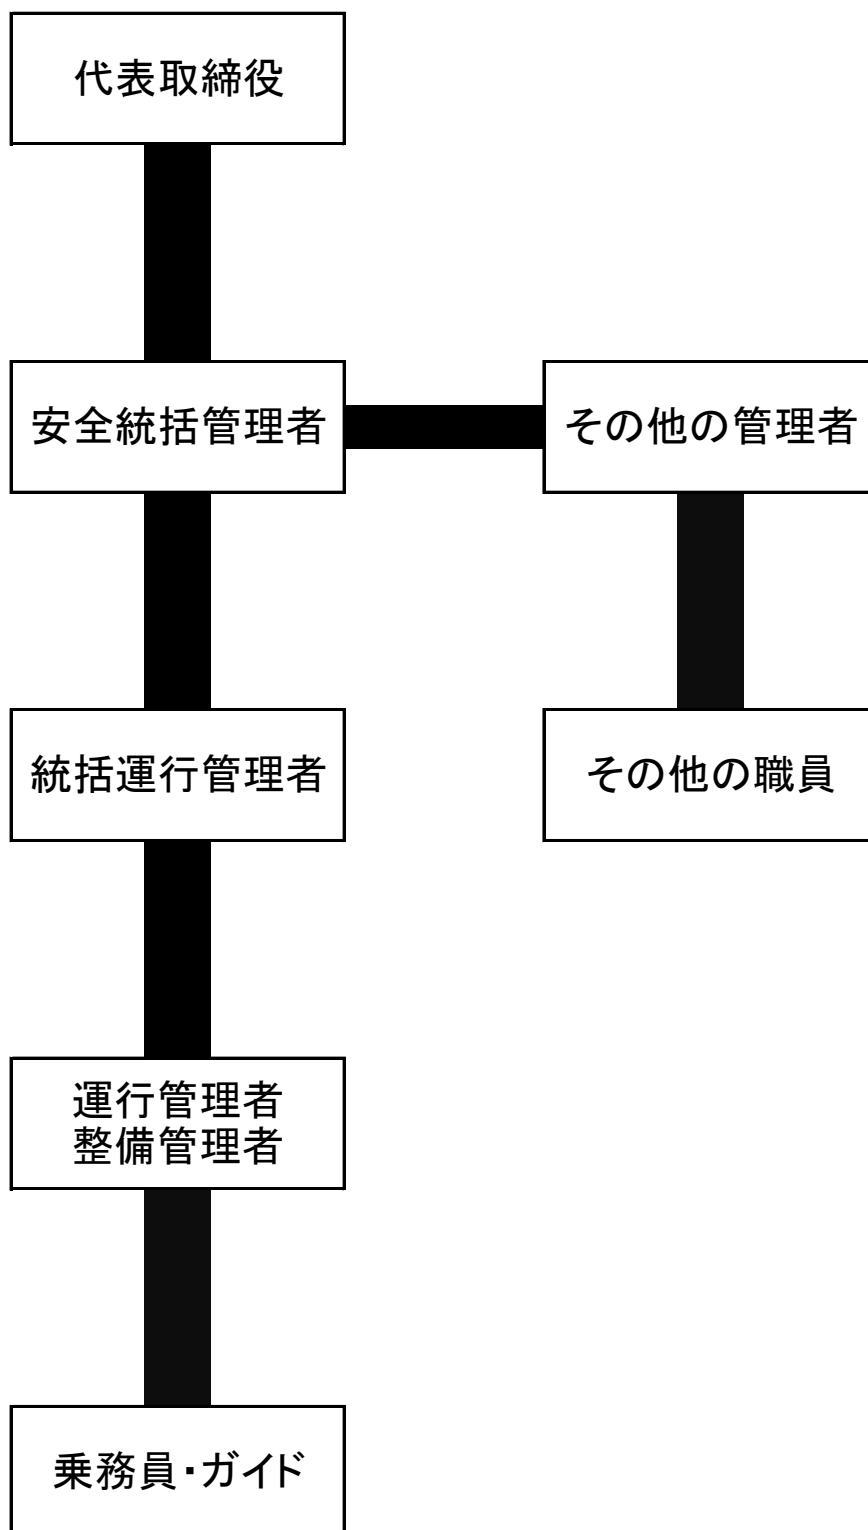 代表取締役
安全統括管理者
その他の管理者
統括運行管理者
その他の職員
運行管理者
整備管理者
乗務員・ガイド